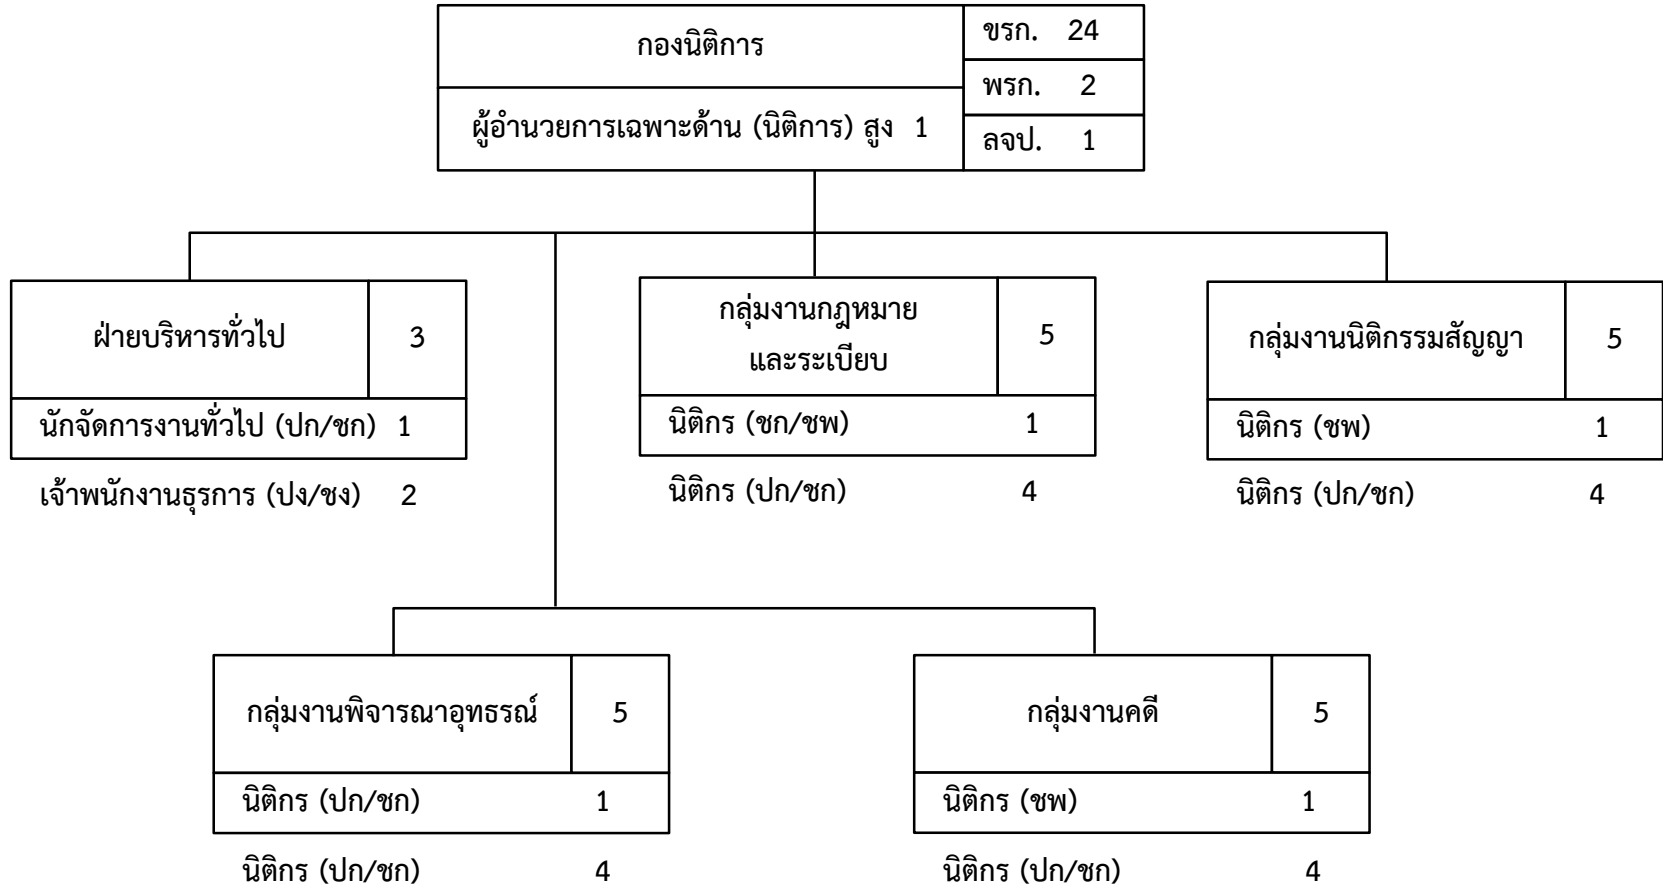 กองนิติการ
ขรก. 24
พรก. 2
ผู้อำนวยการเฉพาะด้าน (นิติการ) สูง 1
ลจป. 1
ฝ่ายบริหารทั่วไป 3
นักจัดการงานทั่วไป (ปก/ชก) 1
เจ้าพนักงานธุรการ (ปง/ชง) 2
กลุ่มงานกฎหมาย
และระเบียบ
5
นิติกร (ชก/ชพ) 1
นิติกร (ปก/ชก) 4
กลุ่มงานนิติกรรมสัญญา 5
นิติกร (ชพ) 1
นิติกร (ปก/ชก) 4
กลุ่มงานพิจารณาอุทธรณ์ 5
นิติกร (ปก/ชก) 1
นิติกร (ปก/ชก) 4
กลุ่มงานคดี 5
นิติกร (ชพ) 1
นิติกร (ปก/ชก) 4